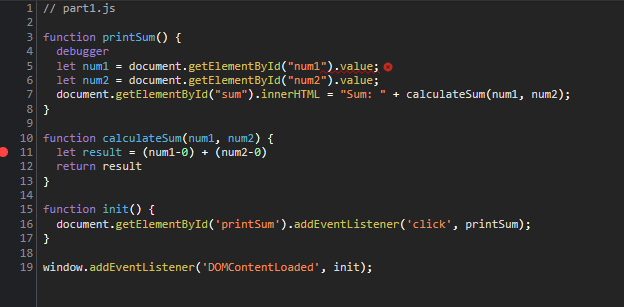 1 // part1.js
2
3 function printSum() {
4   debugger
5   let num1 = document.getElementById("num1").value;
6   let num2 = document.getElementById("num2").value;
7   document.getElementById("sum").innerHTML = "Sum: " + calculateSum(num1, num2);
8 }
9
10 function calculateSum(num1, num2) {
11   let result = (num1-0) + (num2-0)
12   return result
13 }
14
15 function init() {
16   document.getElementById('printSum').addEventListener('click', printSum);
17 }
18
19 window.addEventListener('DOMContentLoaded', init);